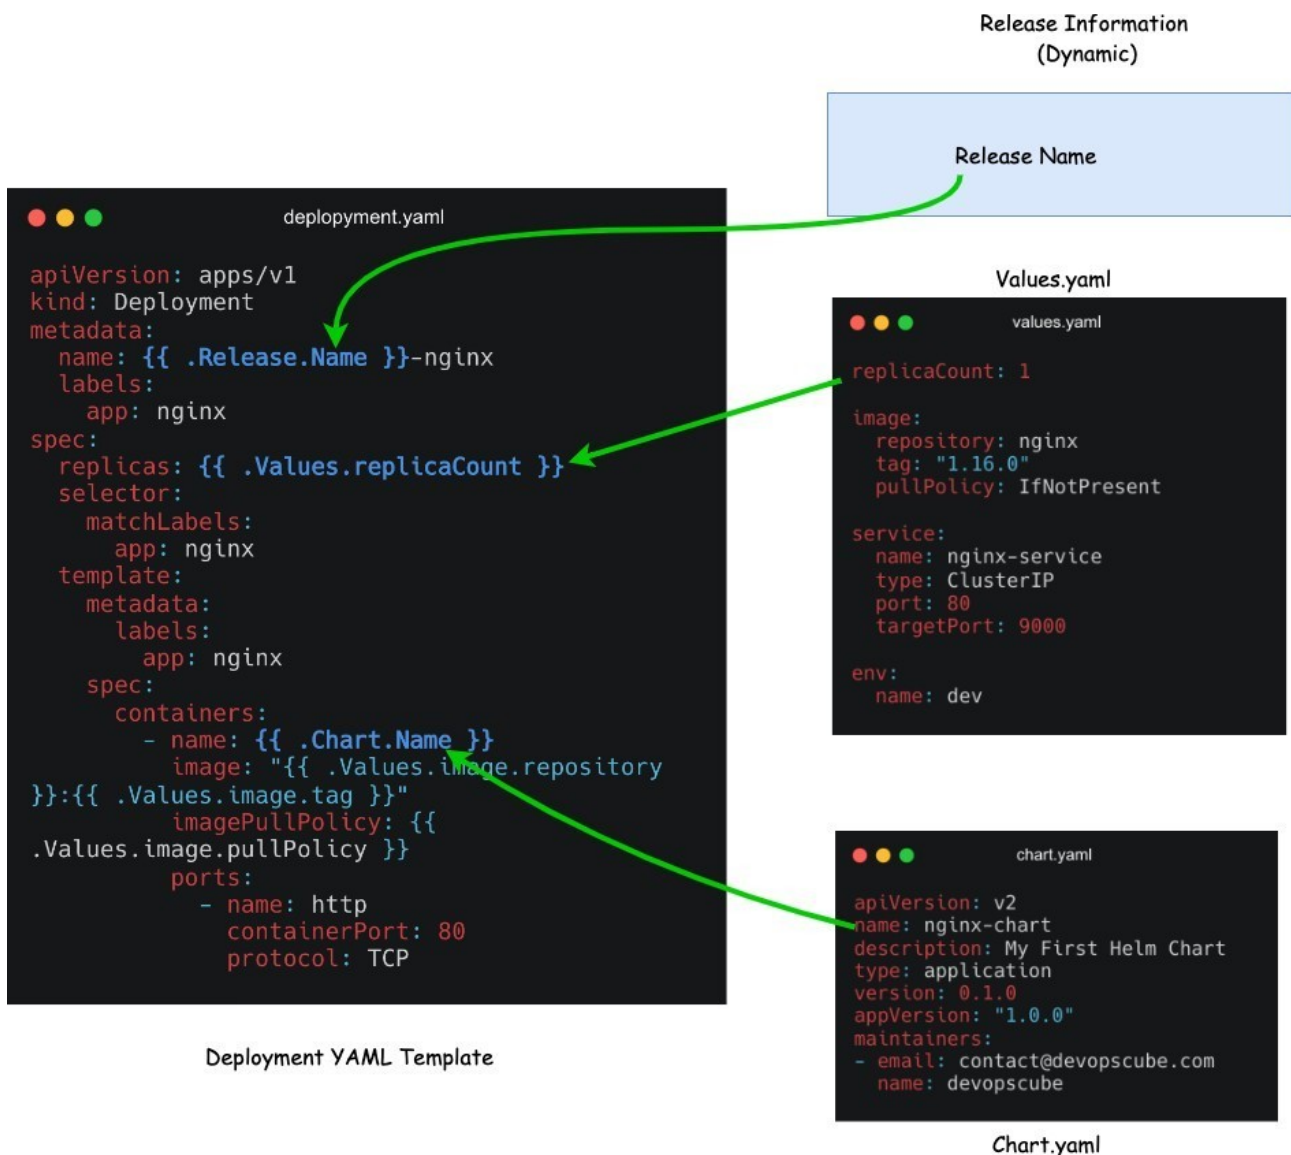 Release Information
(Dynamic)
Release Name
deplopyment.yaml
apiVersion: apps/v1
kind: Deployment
metadata:
  name: {{ .Release.Name }}-nginx
  labels:
    app: nginx
spec:
  replicas: {{ .Values.replicaCount }}
  selector:
    matchLabels:
      app: nginx
  template:
    metadata:
      labels:
        app: nginx
    spec:
      containers:
        - name: {{ .Chart.Name }}
          image: "{{ .Values.image.repository
}}:{{ .Values.image.tag }}"
          imagePullPolicy: {{
.Values.image.pullPolicy }}
          ports:
            - name: http
              containerPort: 80
              protocol: TCP
Deployment YAML Template
Values.yaml
values.yaml
replicaCount: 1
image:
  repository: nginx
  tag: "1.16.0"
  pullPolicy: IfNotPresent
service:
  name: nginx-service
  type: ClusterIP
  port: 80
  targetPort: 9000
env:
  name: dev
chart.yaml
apiVersion: v2
name: nginx-chart
description: My First Helm Chart
type: application
version: 0.1.0
appVersion: "1.0.0"
maintainers:
- email: contact@devopscube.com
  name: devopscube
Chart.yaml